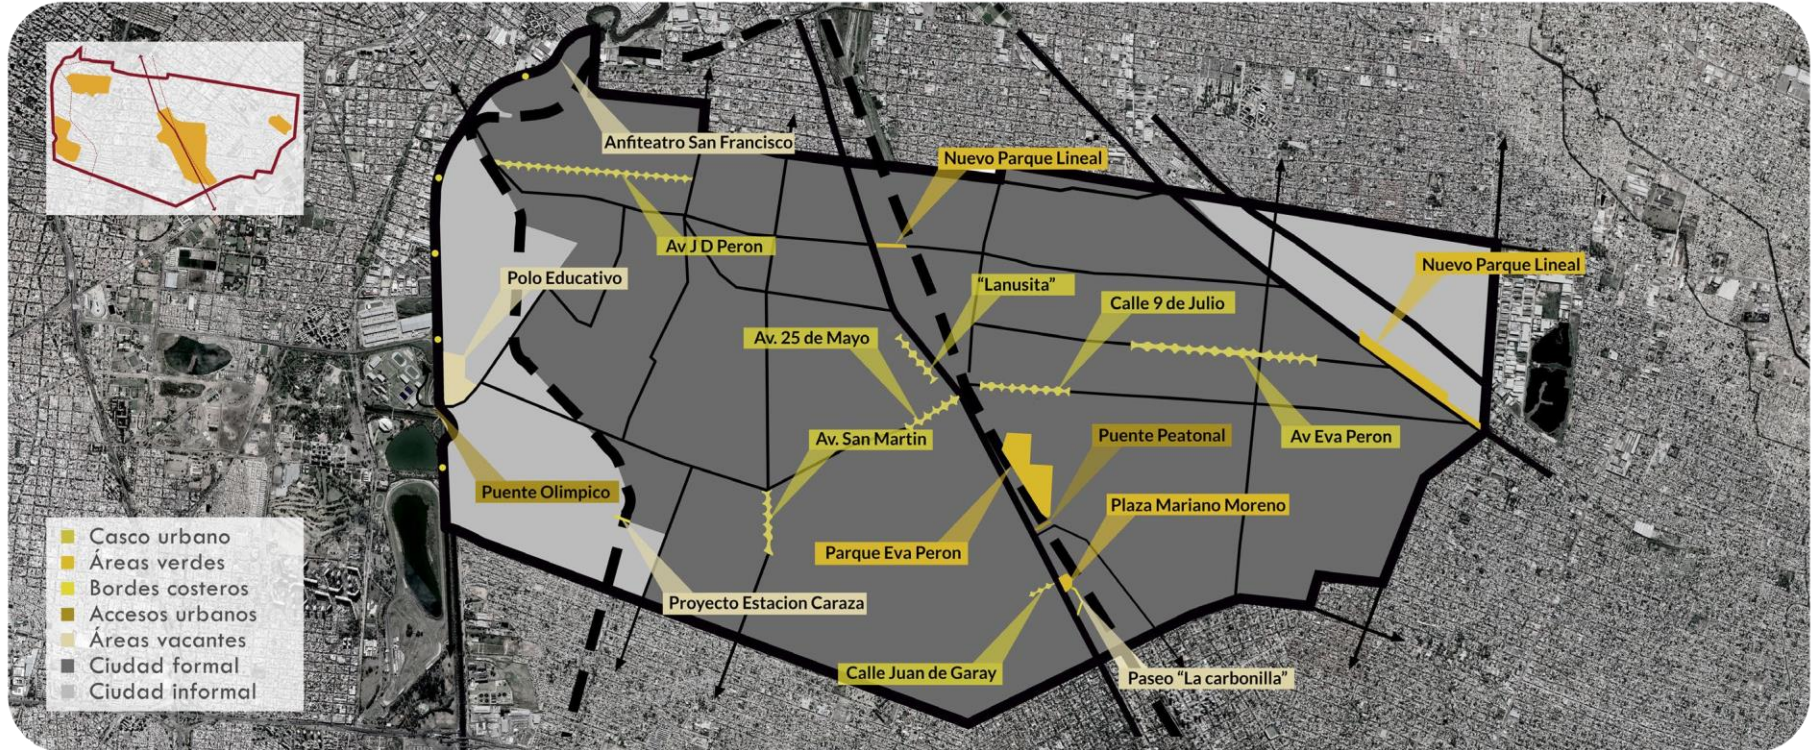 Anfiteatro San Francisco
Nuevo Parque Lineal
Av J D Peron
Nuevo Parque Lineal
Polo Educativo
"Lanusita"
Calle 9 de Julio
Av. 25 de Mayo
Av. San Martin
Puente Peatonal
Av Eva Peron
Puente Olimpico
Plaza Mariano Moreno
Parque Eva Peron
Proyecto Estacion Caraza
Calle Juan de Garay
Paseo "La carbonilla"
Casco urbano
Áreas verdes
Bordes costeros
Accesos urbanos
Áreas vacantes
Ciudad formal
Ciudad informal